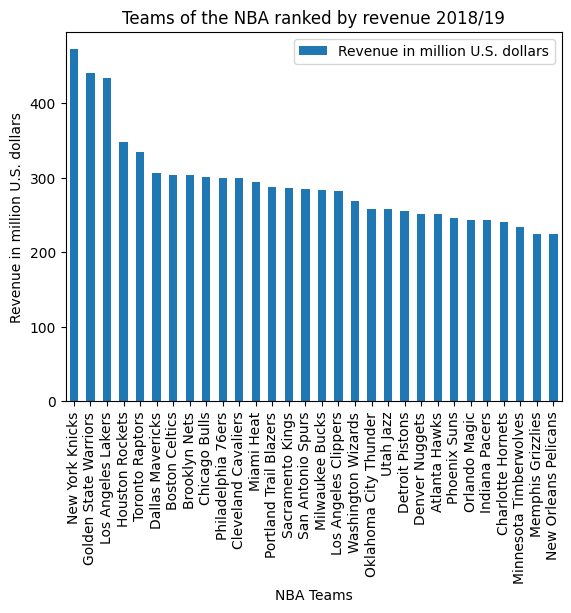 Teams of the NBA ranked by revenue 2018/19
Revenue in million U.S. dollars
Revenue in million U.S. dollars
400
300
200
100
0
New York Knicks
Golden State Warriors
Los Angeles Lakers
Houston Rockets
Toronto Raptors
Dallas Mavericks
Boston Celtics
Brooklyn Nets
Chicago Bulls
Philadelphia 76ers
Cleveland Cavaliers
Miami Heat
Portland Trail Blazers
Sacramento Kings
San Antonio Spurs
Milwaukee Bucks
Los Angeles Clippers
Washington Wizards
Oklahoma City Thunder
Utah Jazz
Detroit Pistons
Denver Nuggets
Atlanta Hawks
Phoenix Suns
Orlando Magic
Indiana Pacers
Charlotte Hornets
Minnesota Timberwolves
Memphis Grizzlies
New Orleans Pelicans
NBA Teams